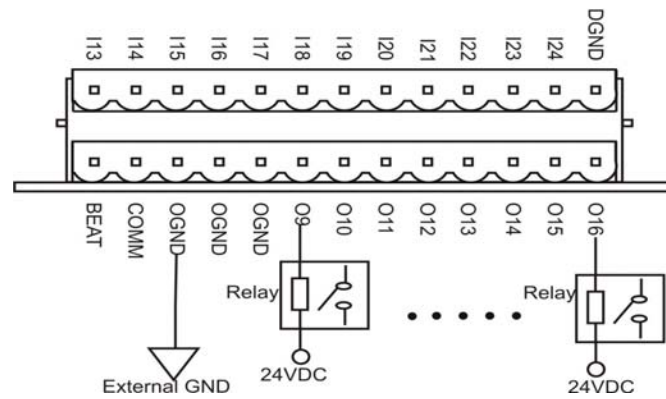 I13 I14 I15 I16 I17 I18 I19 I20 I21 I22 I23 I24 DGND
BEAT COMM OGND OGND OGND O9 O10 O11 O12 O13 O14 O15 O16
Relay Relay
External GND 24VDC 24VDC